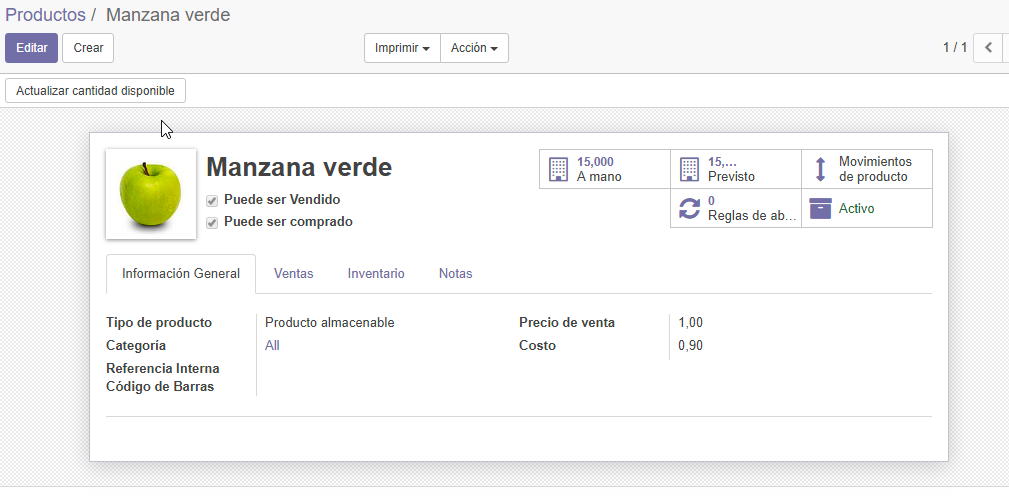 Productos / Manzana verde
Editar Crear Imprimir Acción 1 / 1
Actualizar cantidad disponible
Manzana verde
Puede ser Vendido
Puede ser comprado
15,000
A mano
15,...
Previsto
Movimientos
de producto
0
Reglas de ab...
Activo
Información General Ventas Inventario Notas
Tipo de producto Producto almacenable Precio de venta 1,00
Categoría All Costo 0,90
Referencia Interna
Código de Barras